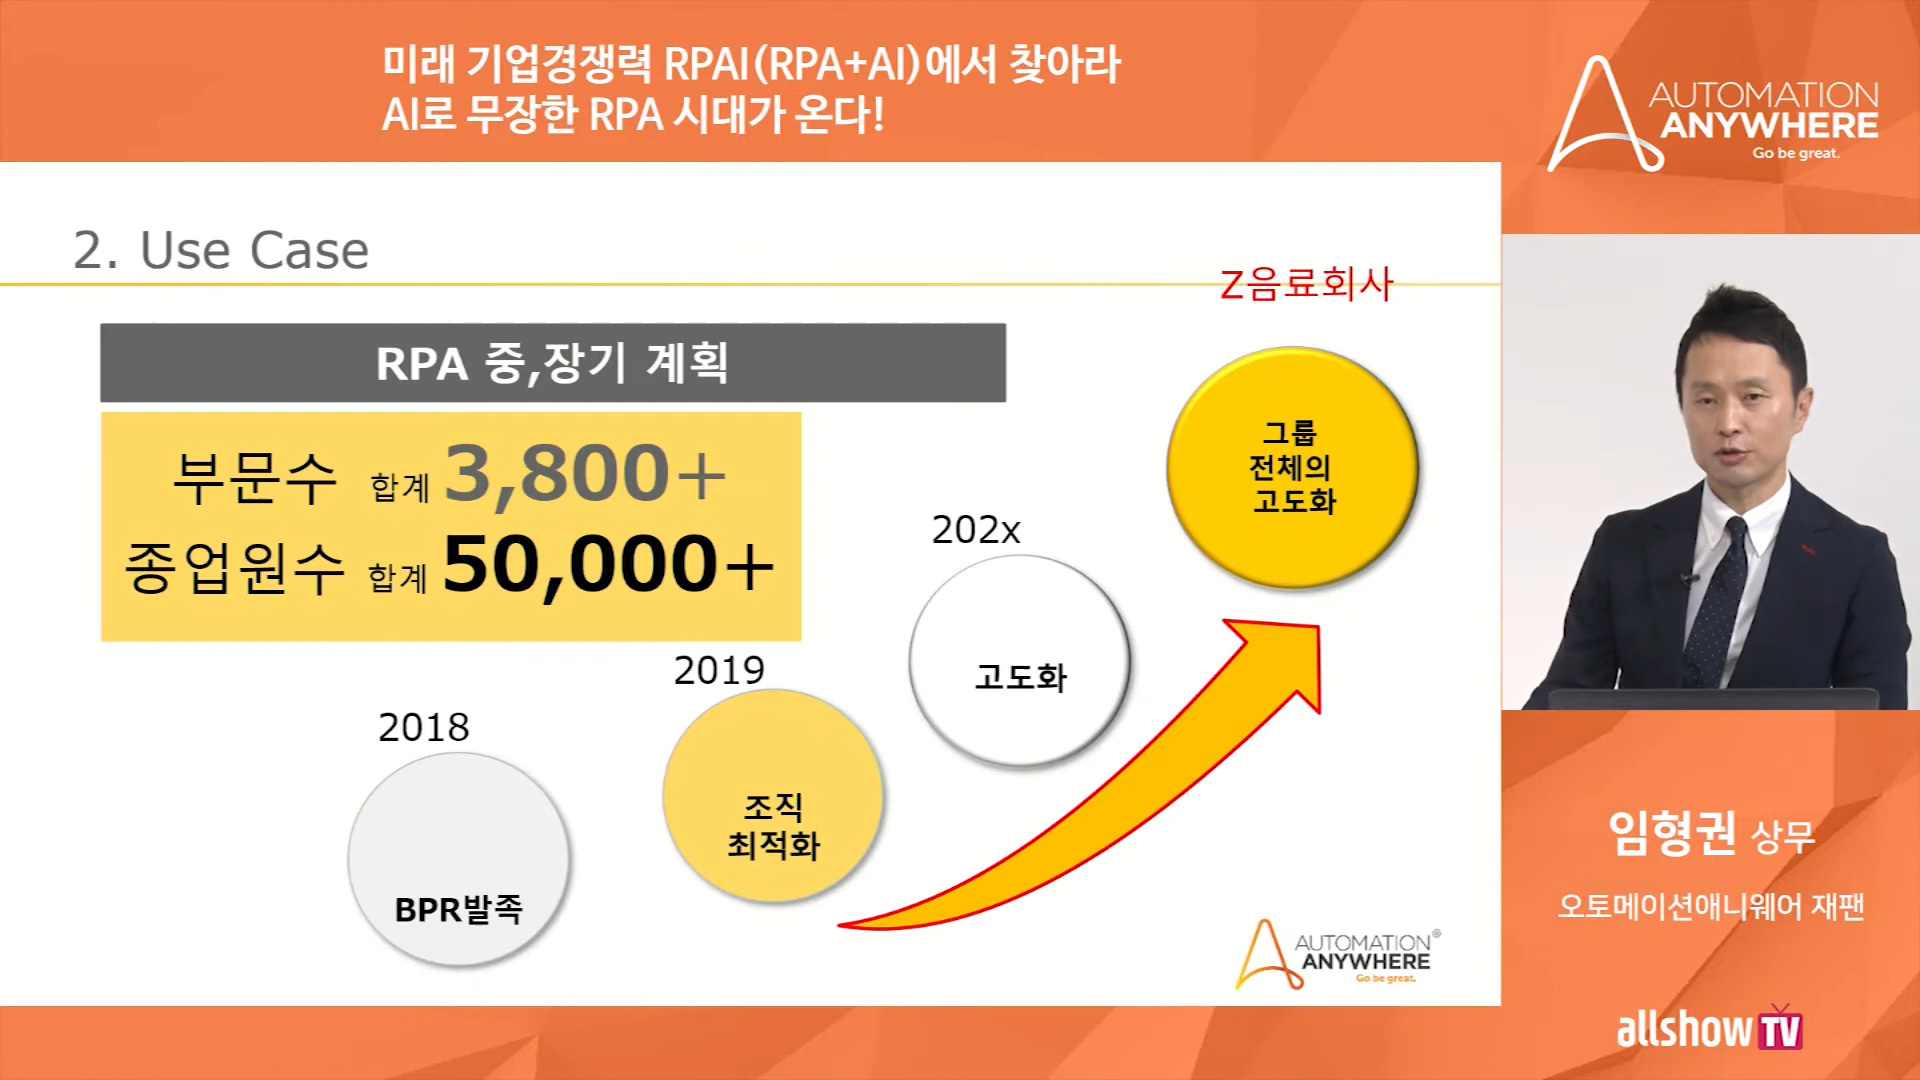 미래 기업경쟁력 RPAI(RPA+AI)에서 찾아라
AI로 무장한 RPA 시대가 온다!
AUTOMATION
ANYWHERE
Go be great.
2. Use Case
Z음료회사
RPA 중,장기 계획
부문수 합계 3,800+
종업원수 합계 50,000+
2018
BPR발족
2019
조직
최적화
202x
고도화
그룹
전체의
고도화
AUTOMATION®
ANYWHERE
Go be great.
임형권 상무
오토메이션애니웨어 재팬
allshow TV